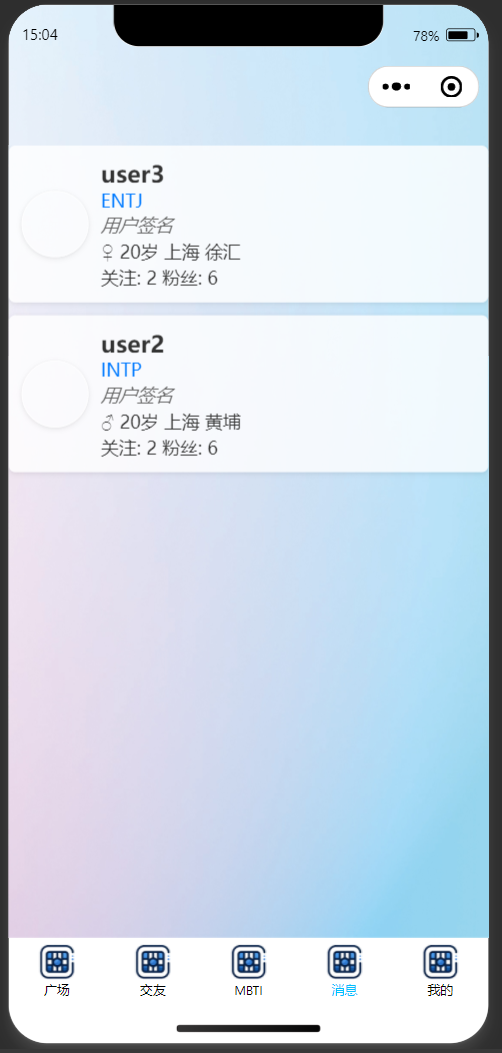 15:04
78%
user3
ENTJ
用户签名
♀ 20岁 上海 徐汇
关注: 2 粉丝: 6
user2
INTP
用户签名
♂ 20岁 上海 黄埔
关注: 2 粉丝: 6
广场 交友 MBTI 消息 我的